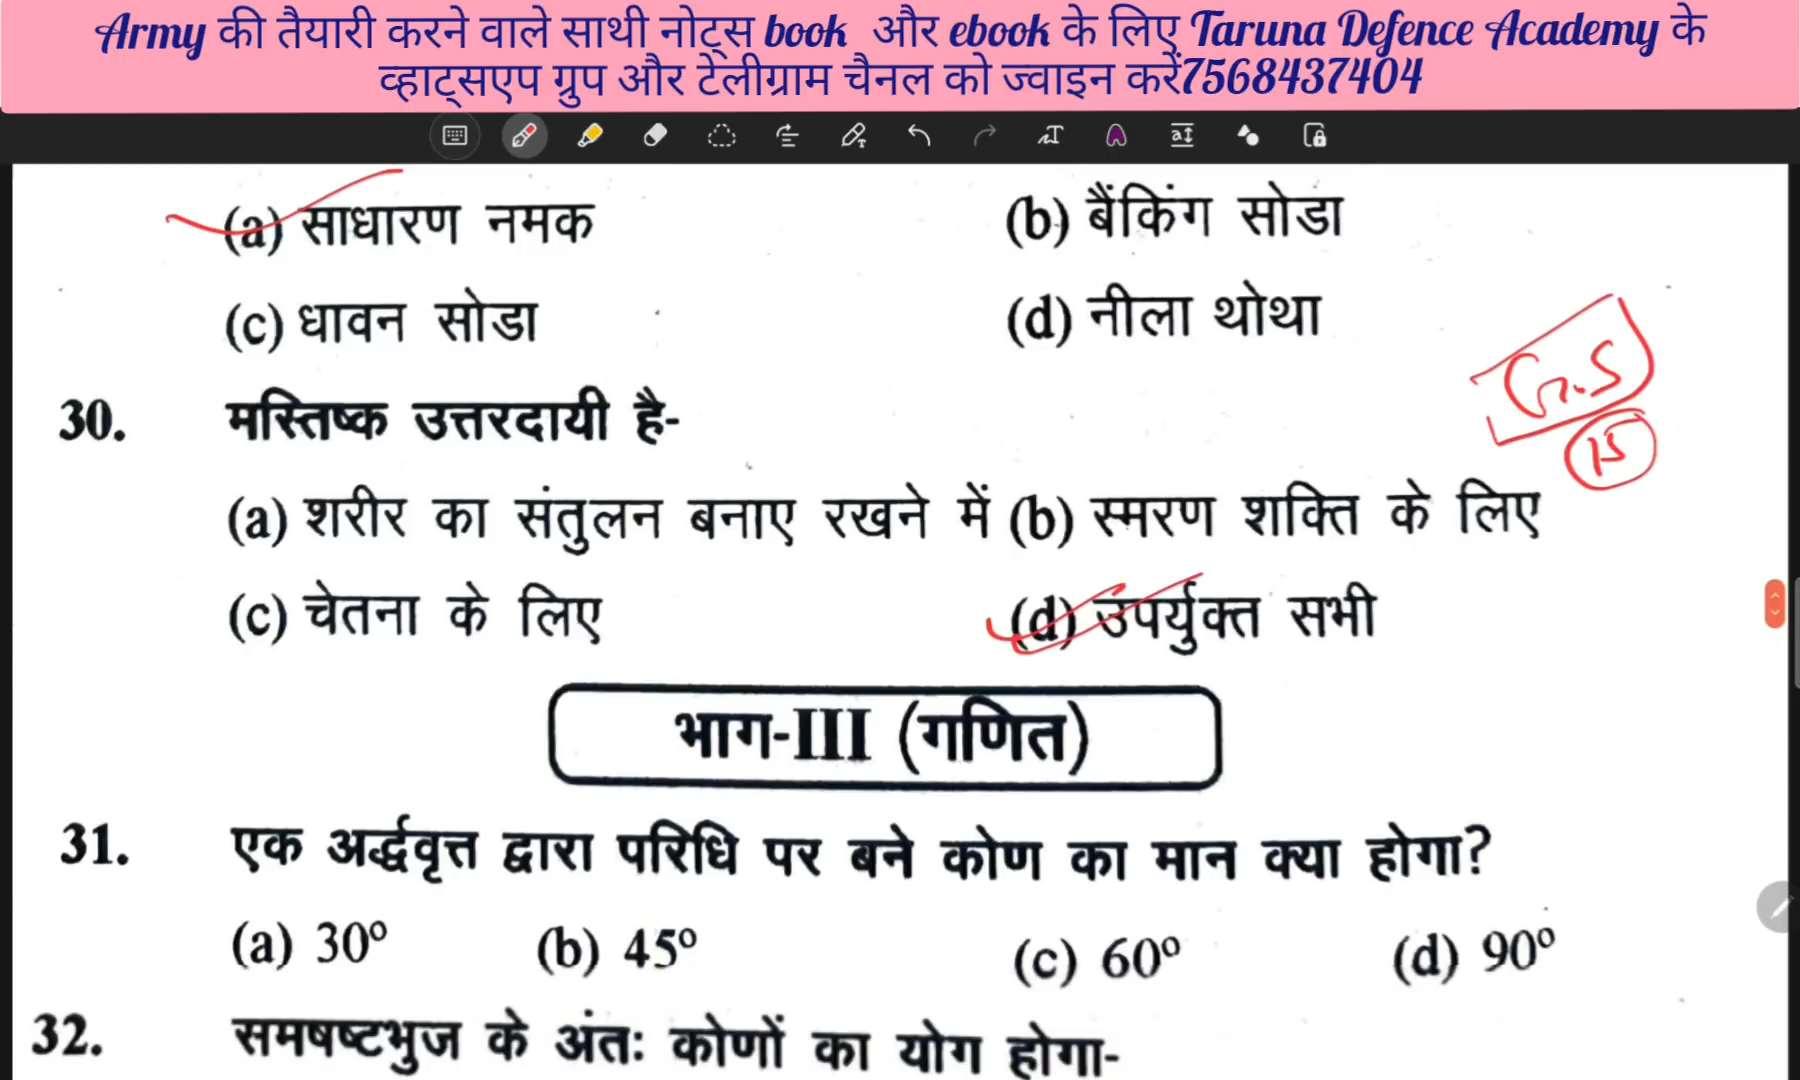 Army की तैयारी करने वाले साथी नोट्स book और ebook के लिए Taruna Defence Academy के
व्हाट्सएप ग्रुप और टेलीग्राम चैनल को ज्वाइन करें7568437404
(a) साधारण नमक (b) बैंकिंग सोडा
(c) धावन सोडा (d) नीला थोथा
G.S
15
30. मस्तिष्क उत्तरदायी है-
(a) शरीर का संतुलन बनाए रखने में (b) स्मरण शक्ति के लिए
(c) चेतना के लिए (d) उपर्युक्त सभी
भाग-III (गणित)
31. एक अर्द्धवृत्त द्वारा परिधि पर बने कोण का मान क्या होगा?
(a) 30° (b) 45° (c) 60° (d) 90°
32. समषष्टभुज के अंतः कोणों का योग होगा-